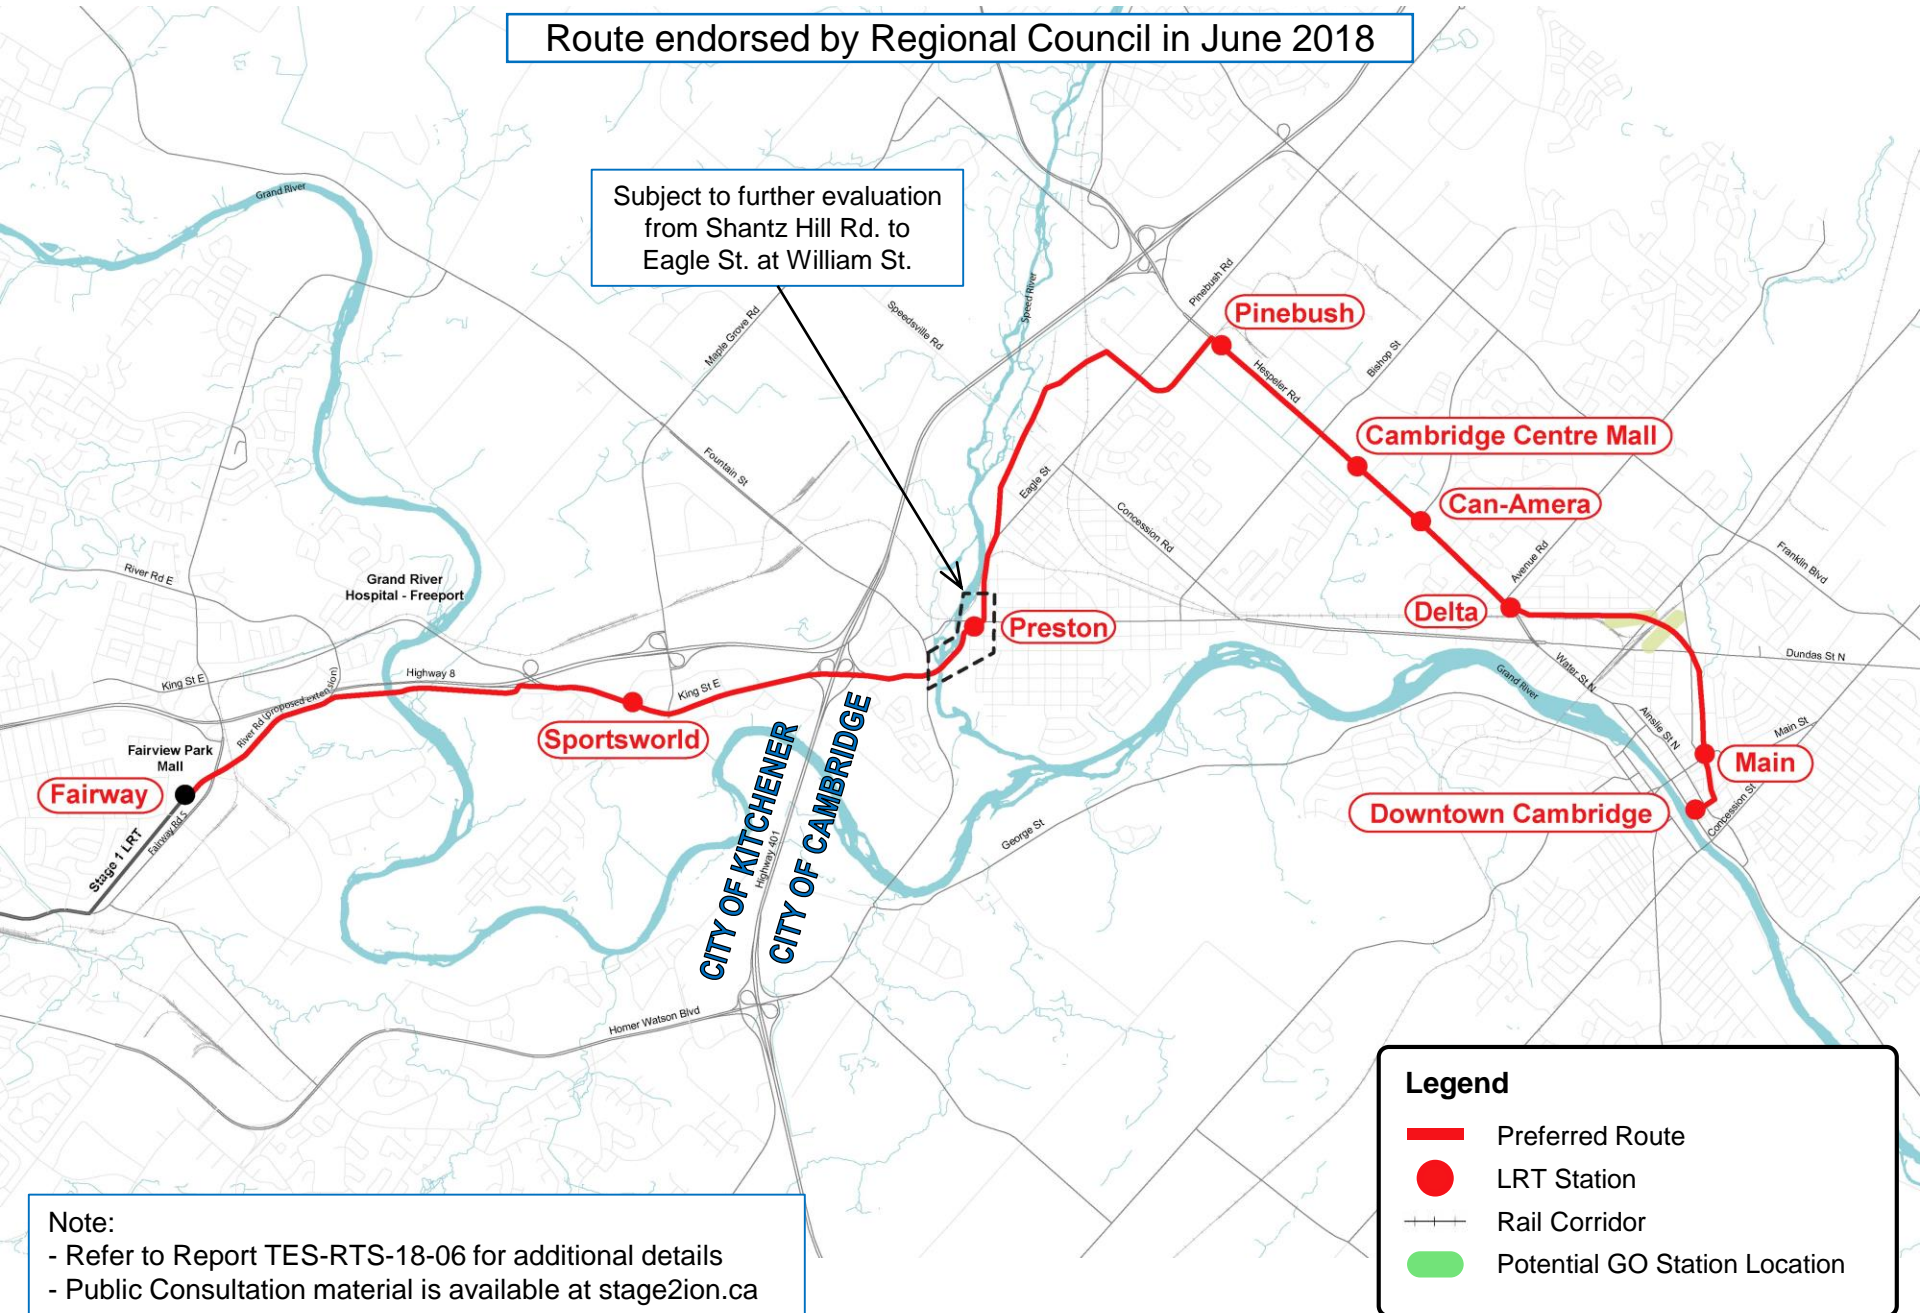 Route endorsed by Regional Council in June 2018
Subject to further evaluation
from Shantz Hill Rd. to
Eagle St. at William St.
Grand River
Maple Grove Rd
Speedsville Rd
Speed River
Pinebush Rd
Pinebush
Hespeler Rd
Bishop St
Cambridge Centre Mall
Can-Amera
Fountain St
Eagle St
Concession Rd
Avenue Rd
Franklin Blvd
River Rd E
Grand River
Hospital - Freeport
Delta
Preston
Dundas St N
Water St N
Grand River
King St E
Highway 8
River Rd (proposed extension)
King St E
Sportsworld
Ainslie St N
Main St
Main
Fairview Park
Mall
Fairway
Fairway Rd S
Stage 1 LRT
CITY OF KITCHENER
Highway 401
CITY OF CAMBRIDGE
George St
Downtown Cambridge
Concession St
Homer Watson Blvd
Legend
Preferred Route
LRT Station
Rail Corridor
Potential GO Station Location
Note:
- Refer to Report TES-RTS-18-06 for additional details
- Public Consultation material is available at stage2ion.ca